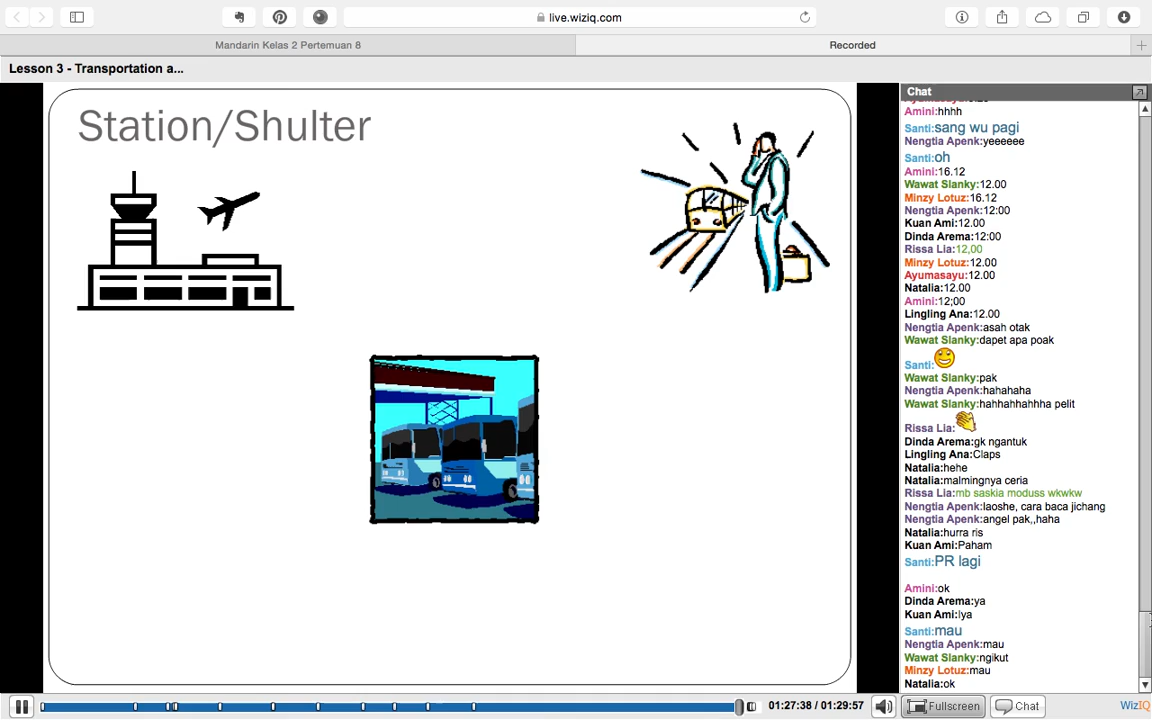 live.wiziq.com
Mandarin Kelas 2 Pertemuan 8
Recorded
Lesson 3 - Transportation a...
Station/Shulter
Chat
Amini:hhhh
Santi:sang wu pagi
Nengtia Apenk:yeeeeee
Santi:oh
Amini:16.12
Wawat Slanky:12.00
Minzy Lotuz:16.12
Nengtia Apenk:12:00
Kuan Ami:12.00
Dinda Arema:12:00
Rissa Lia:12,00
Minzy Lotuz:12.00
Ayumasayu:12.00
Natalia:12.00
Amini:12;00
Lingling Ana:12.00
Nengtia Apenk:asah otak
Wawat Slanky:dapet apa poak
Santi:
Wawat Slanky:pak
Nengtia Apenk:hahahaha
Wawat Slanky:hahhahhahhha pelit
Rissa Lia:
Dinda Arema:gk ngantuk
Lingling Ana:Claps
Natalia:hehe
Natalia:malmingnya ceria
Rissa Lia:mb saskia moduss wkwkw
Nengtia Apenk:laoshe, cara baca jichang
Nengtia Apenk:angel pak,,haha
Natalia:hurra ris
Kuan Ami:Paham
Santi:PR lagi
Amini:ok
Dinda Arema:ya
Kuan Ami:Iya
Santi:mau
Nengtia Apenk:mau
Wawat Slanky:ngikut
Minzy Lotuz:mau
Natalia:ok
01:27:38 / 01:29:57
Fullscreen
Chat
WizIQ